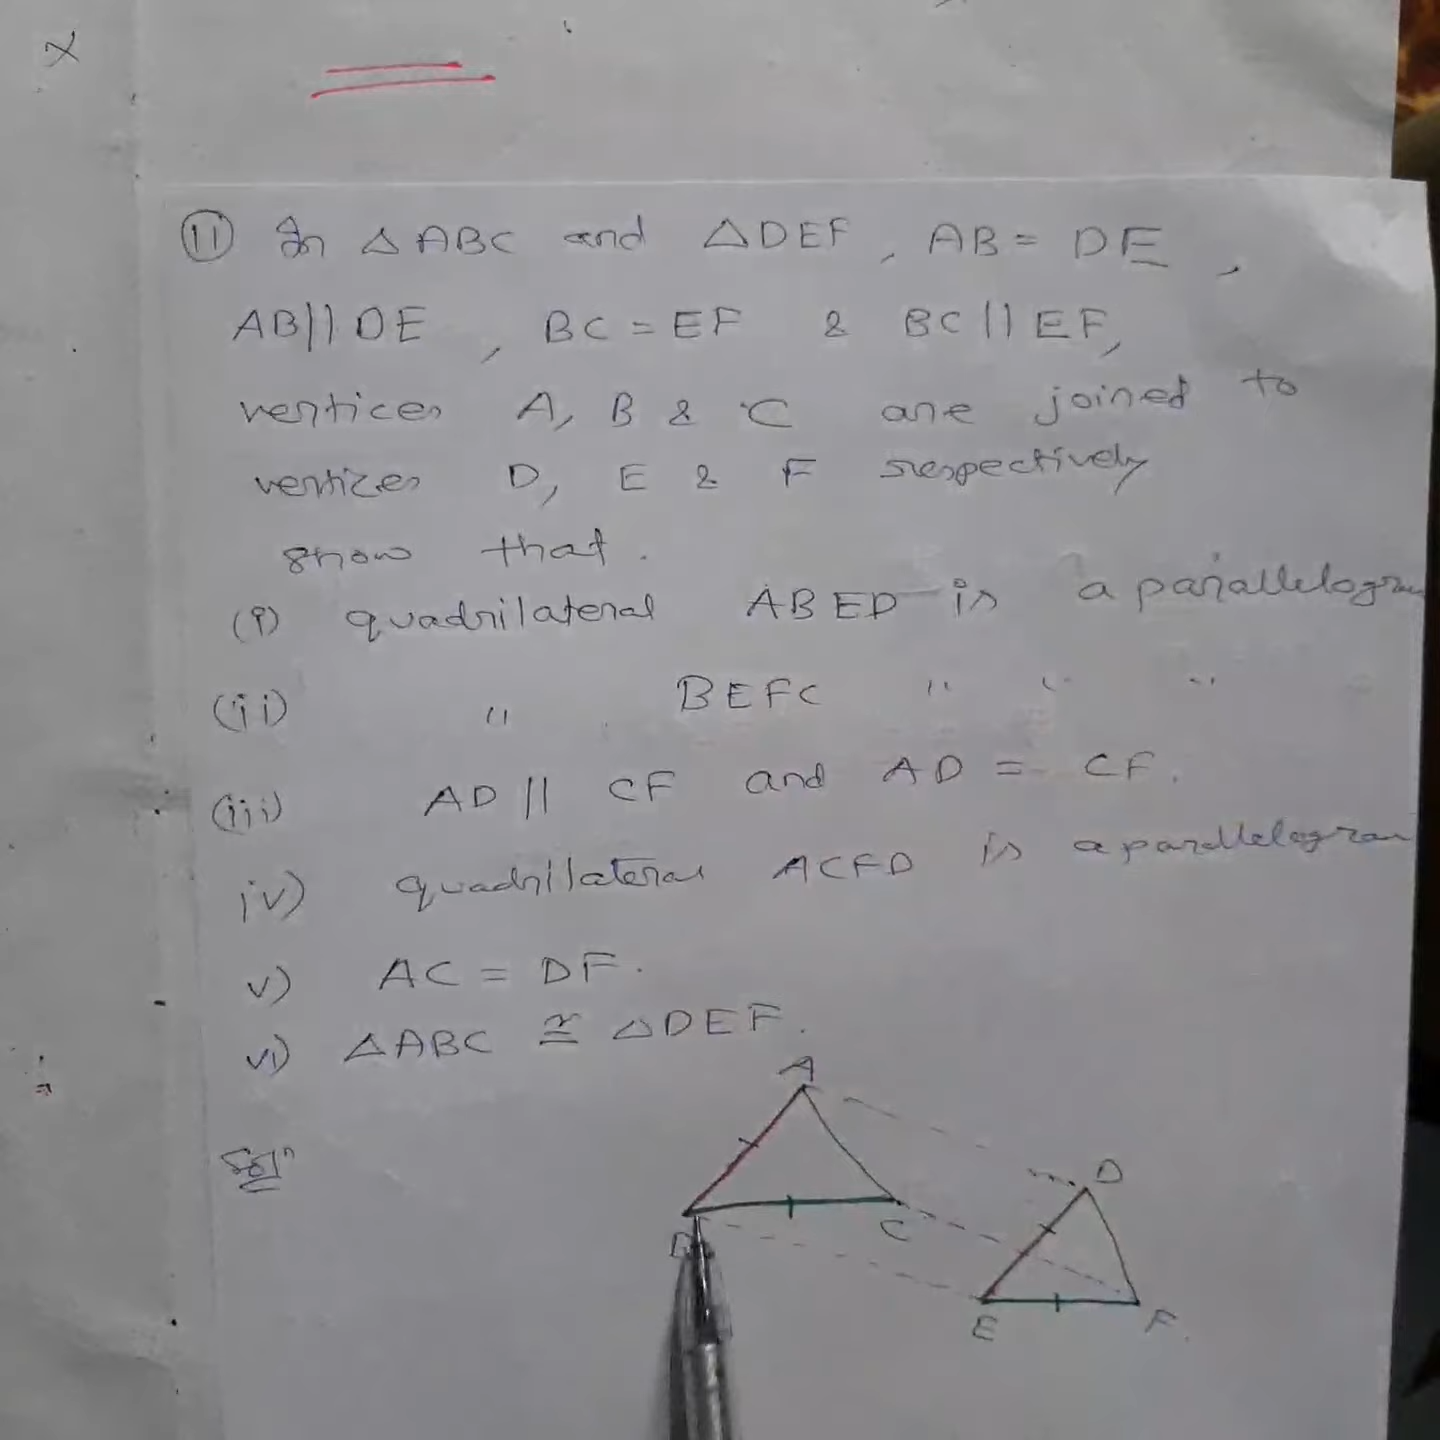 11 In △ABC and △DEF, AB = DE,
AB||DE, BC = EF & BC||EF,
vertices A, B & C are joined to
vertices D, E & F respectively
show that.
(i) quadrilateral ABED is a parallelogram
(ii) " BEFC " " "
(iii) AD || CF and AD = CF.
iv) quadrilateral ACFD is a parallelogram
v) AC = DF.
vi) △ABC ≅ △DEF.
A
D
C
E
F.